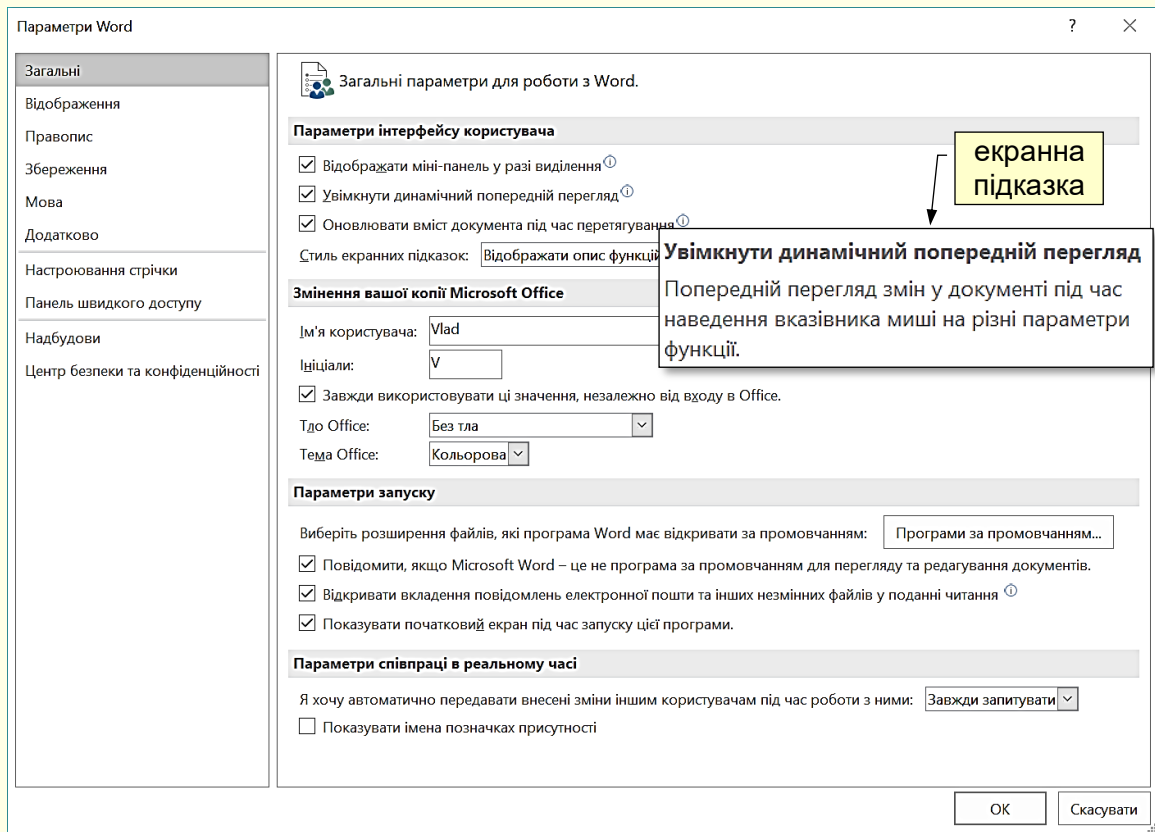 Параметри Word
?
Загальні
Відображення
Правопис
Збереження
Мова
Додатково
Настроювання стрічки
Панель швидкого доступу
Надбудови
Центр безпеки та конфіденційності
Загальні параметри для роботи з Word.
Параметри інтерфейсу користувача
Відображати міні-панель у разі виділення
Увімкнути динамічний попередній перегляд
Оновлювати вміст документа під час перетягування
Стиль екранних підказок: Відображати опис функцій
екранна
підказка
Увімкнути динамічний попередній перегляд
Попередній перегляд змін у документі під час
наведення вказівника миші на різні параметри
функції.
Змінення вашої копії Microsoft Office
Ім'я користувача: Vlad
Ініціали: V
Завжди використовувати ці значення, незалежно від входу в Office.
Тло Office: Без тла
Тема Office: Кольорова
Параметри запуску
Виберіть розширення файлів, які програма Word має відкривати за промовчанням: Програми за промовчанням...
Повідомити, якщо Microsoft Word – це не програма за промовчанням для перегляду та редагування документів.
Відкривати вкладення повідомлень електронної пошти та інших незмінних файлів у поданні читання
Показувати початковий екран під час запуску цієї програми.
Параметри співпраці в реальному часі
Я хочу автоматично передавати внесені зміни іншим користувачам під час роботи з ними: Завжди запитувати
Показувати імена позначках присутності
ОК
Скасувати